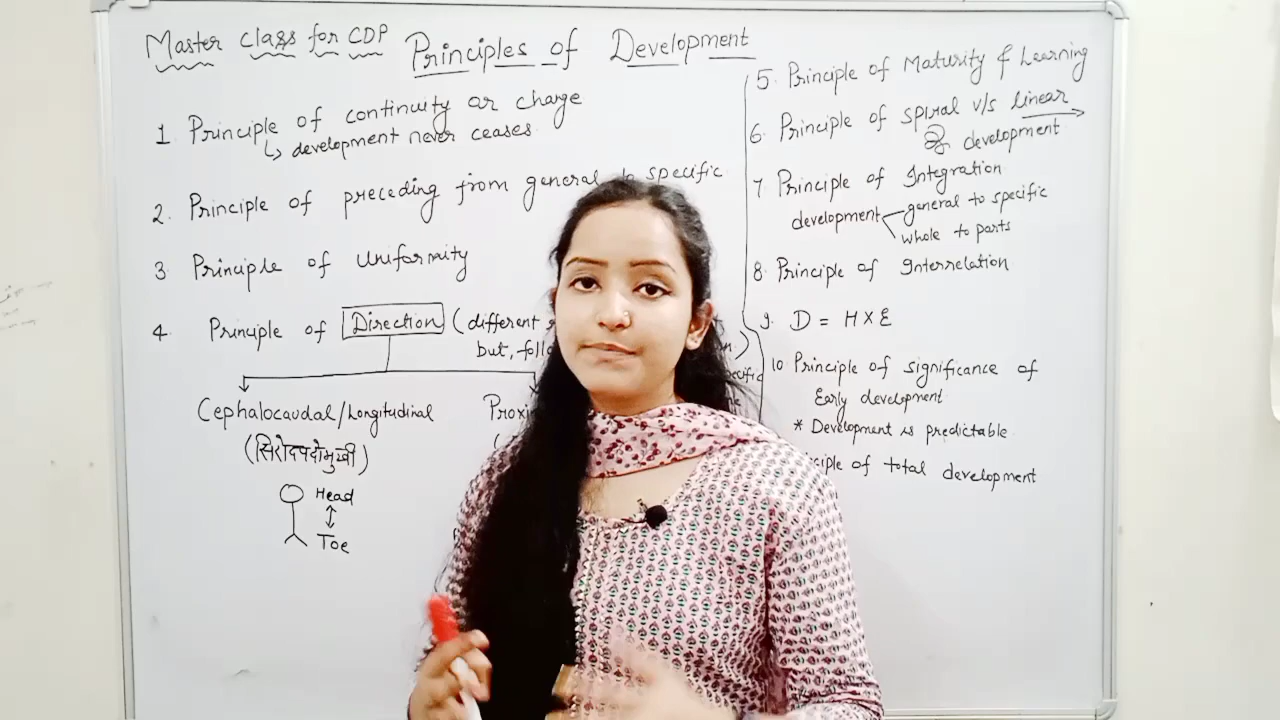 Master Class for CDP
Principles of Development
1. Principle of continuity or charge
↳ development never ceases.
2. Principle of preceding from general to specific
3 Principle of Uniformity
4 Principle of Direction (different
but,
Cephalocaudal/Longitudinal
(सिरोदपदोमुखी)
Head
Toe
5. Principle of Maturity & Learning
6. Principle of spiral v/s linear
development
7 Principle of Integration
development
general to specific
whole to parts
8. Principle of Interrelation
9. D = H X E
10 Principle of significance of
Early development
* Development is predictable
of total development